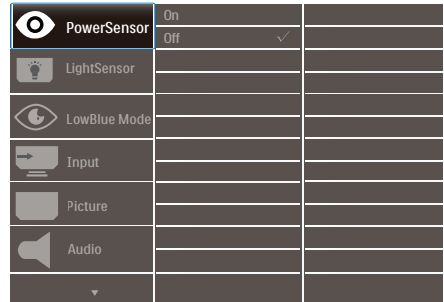 PowerSensor
On
Off
LightSensor
LowBlue Mode
Input
Picture
Audio